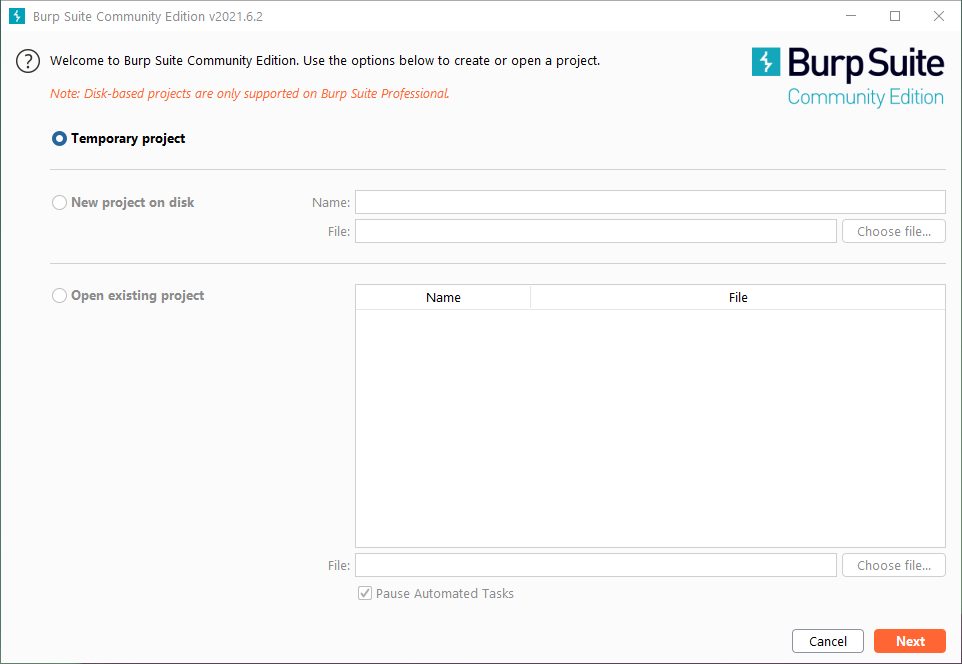 Burp Suite Community Edition v2021.6.2
? Welcome to Burp Suite Community Edition. Use the options below to create or open a project.
Note: Disk-based projects are only supported on Burp Suite Professional.
Burp Suite
Community Edition
Temporary project
New project on disk
Name:
File:
Choose file...
Open existing project
Name File
File:
Choose file...
Pause Automated Tasks
Cancel Next